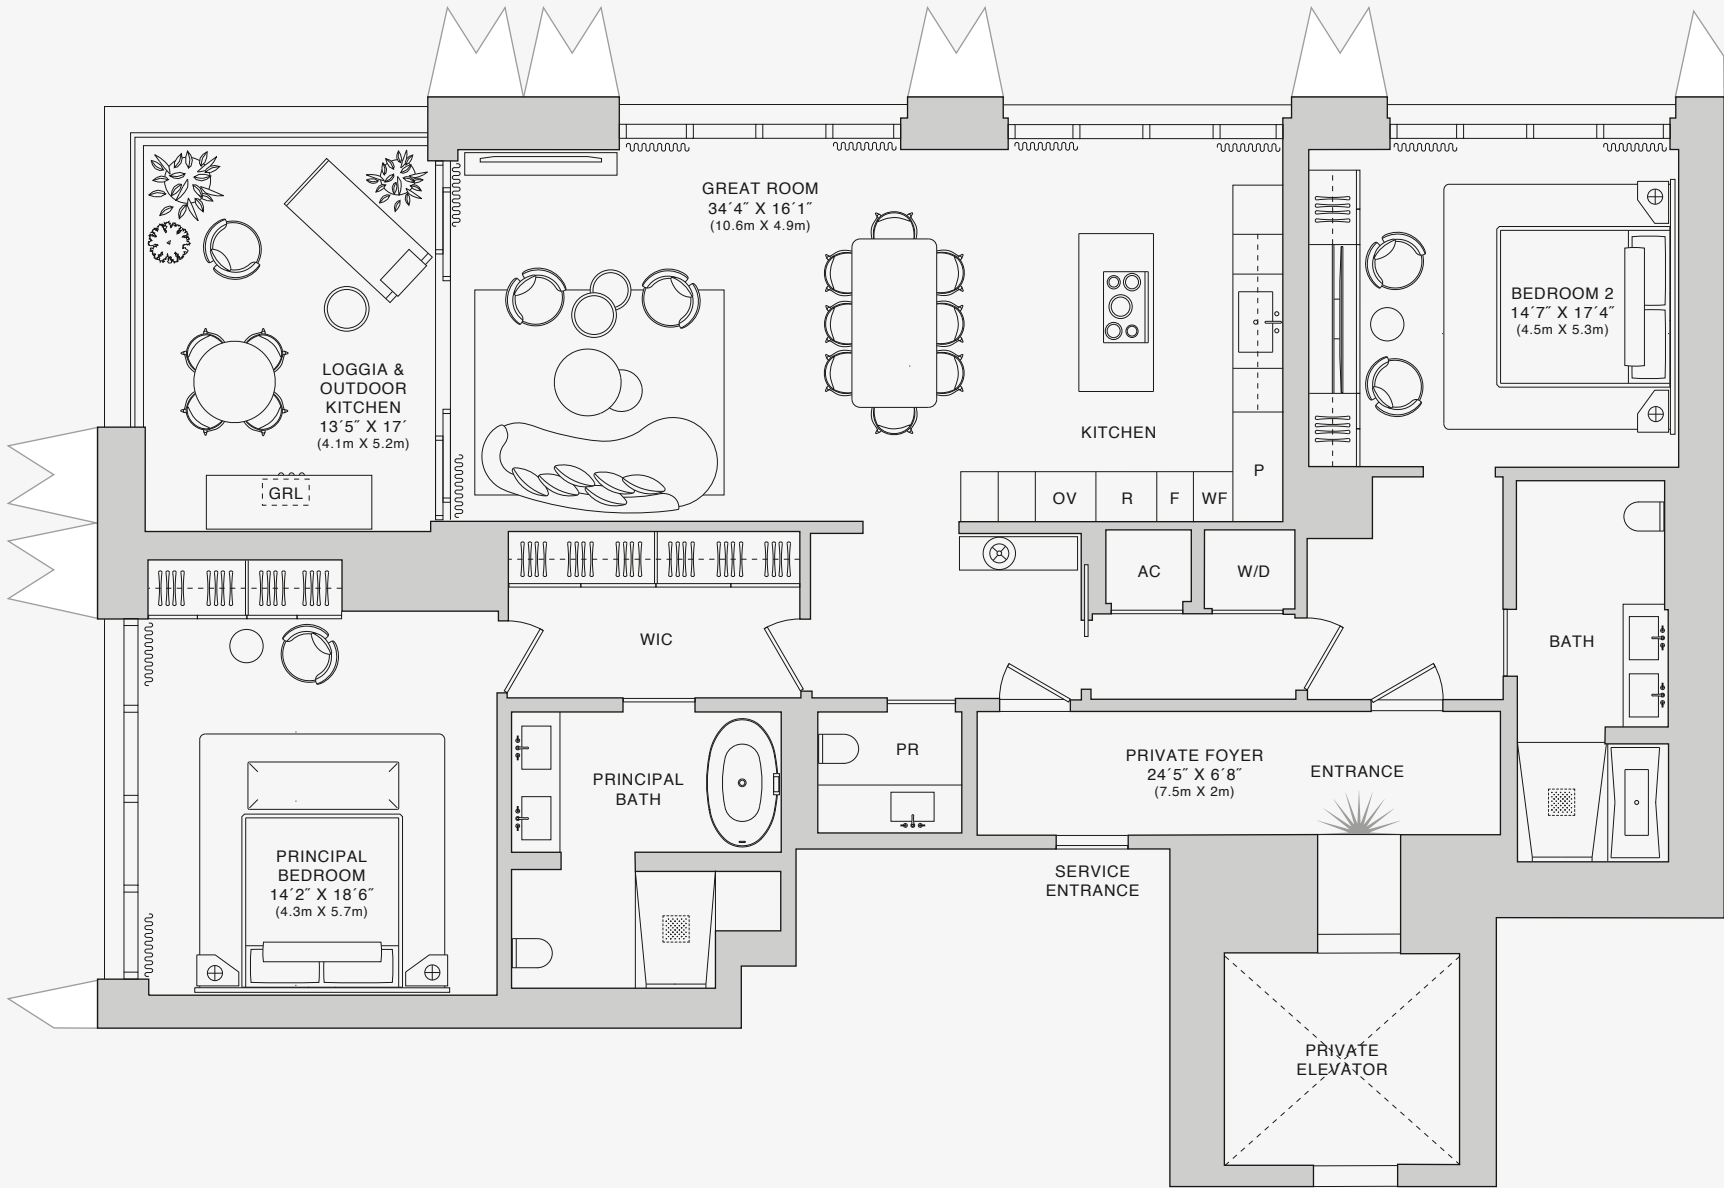 GREAT ROOM
34´4˝ X 16´1˝
(10.6m X 4.9m)
BEDROOM 2
14´7˝ X 17´4˝
(4.5m X 5.3m)
LOGGIA &
OUTDOOR
KITCHEN
13´5˝ X 17´
(4.1m X 5.2m)
GRL
KITCHEN
P
OV
R
F
WF
AC
W/D
WIC
BATH
PR
PRIVATE FOYER
24´5˝ X 6´8˝
(7.5m X 2m)
ENTRANCE
PRINCIPAL
BATH
PRINCIPAL
BEDROOM
14´2˝ X 18´6˝
(4.3m X 5.7m)
SERVICE
ENTRANCE
PRIVATE
ELEVATOR